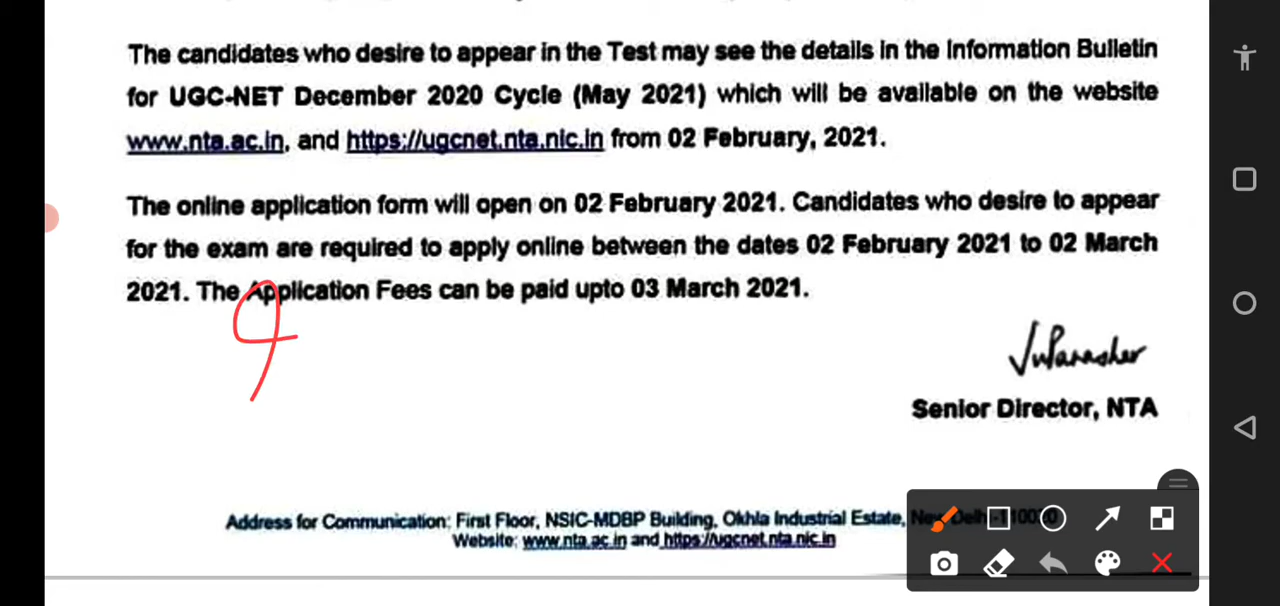 The candidates who desire to appear in the Test may see the details in the Information Bulletin
for UGC-NET December 2020 Cycle (May 2021) which will be available on the website
www.nta.ac.in, and https://ugcnet.nta.nic.in from 02 February, 2021.
The online application form will open on 02 February 2021. Candidates who desire to appear
for the exam are required to apply online between the dates 02 February 2021 to 02 March
2021. The Application Fees can be paid upto 03 March 2021.
9
Senior Director, NTA
Address for Communication: First Floor, NSIC-MDBP Building, Okhla Industrial Estate, New Delhi-110020
Website: www.nta.ac.in and https://ugcnet.nta.nic.in